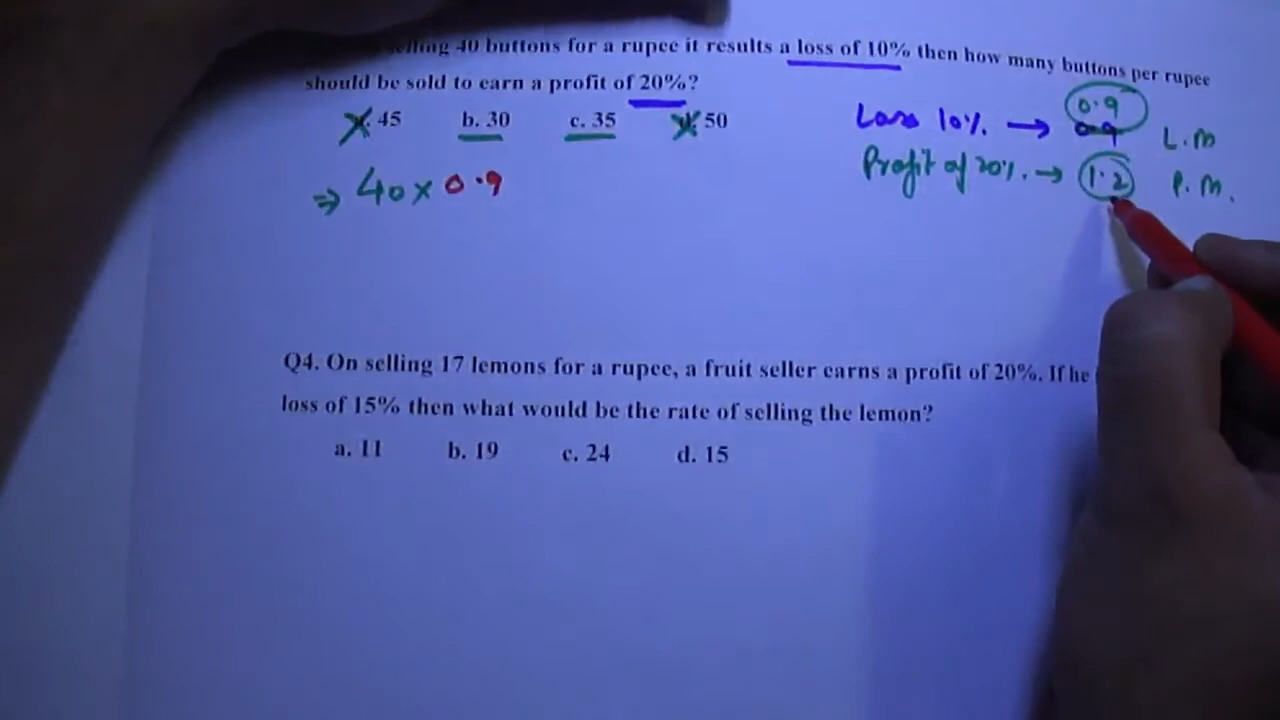 selling 40 buttons for a rupee it results a loss of 10% then how many buttons per rupee
should be sold to earn a profit of 20%?
45 b. 30 c. 35 50
Loss 10% → 0.9 0.9 L.M
Profit of 20%. → 1.2 P.M.
⇒ 40 × 0.9
Q4. On selling 17 lemons for a rupee, a fruit seller earns a profit of 20%. If he
loss of 15% then what would be the rate of selling the lemon?
a. 11 b. 19 c. 24 d. 15